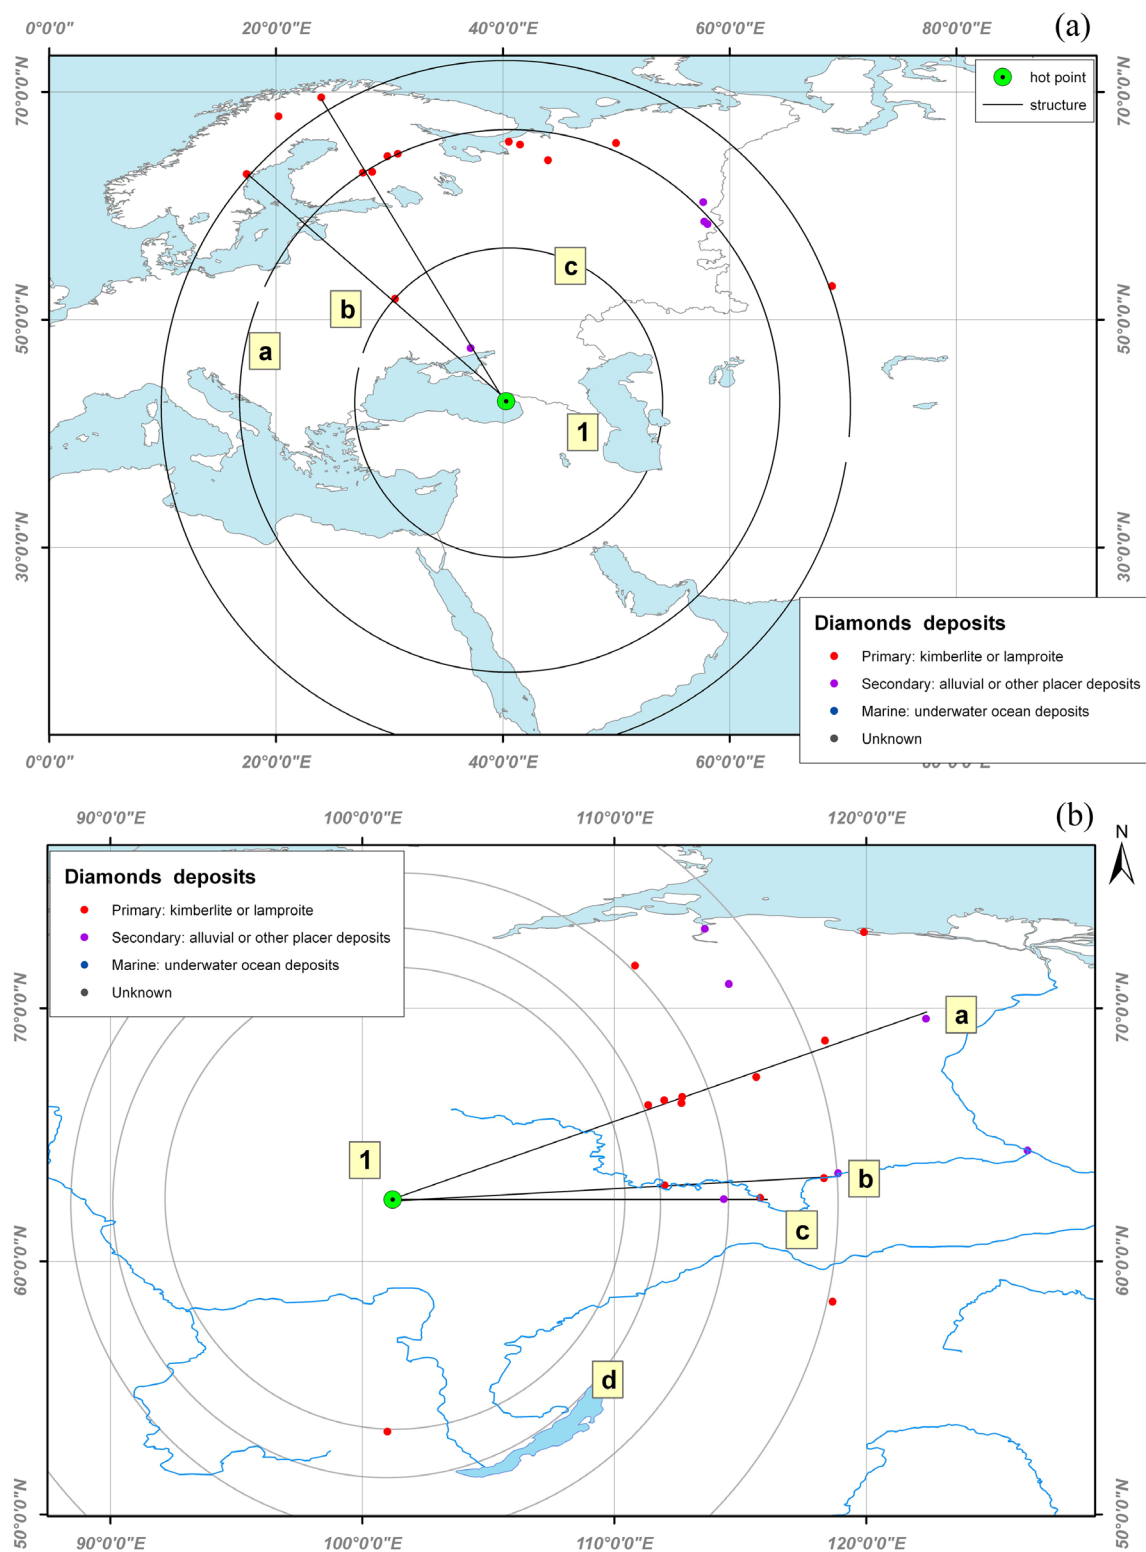 (a)
0°0'0" 20°0'0"E 40°0'0"E 60°0'0"E 80°0'0"E
hot point
structure
70°0'0"N
70°0'0"N
c
b
a
50°0'0"N
50°0'0"N
1
30°0'0"N
30°0'0"N
Diamonds deposits
Primary: kimberlite or lamproite
Secondary: alluvial or other placer deposits
Marine: underwater ocean deposits
Unknown
0°0'0" 20°0'0"E 40°0'0"E 60°0'0"E
(b)
90°0'0"E 100°0'0"E 110°0'0"E 120°0'0"E
N
Diamonds deposits
Primary: kimberlite or lamproite
Secondary: alluvial or other placer deposits
Marine: underwater ocean deposits
Unknown
70°0'0"N
70°0'0"N
a
1
b
c
60°0'0"N
60°0'0"N
d
50°0'0"N
50°0'0"N
90°0'0"E 100°0'0"E 110°0'0"E 120°0'0"E